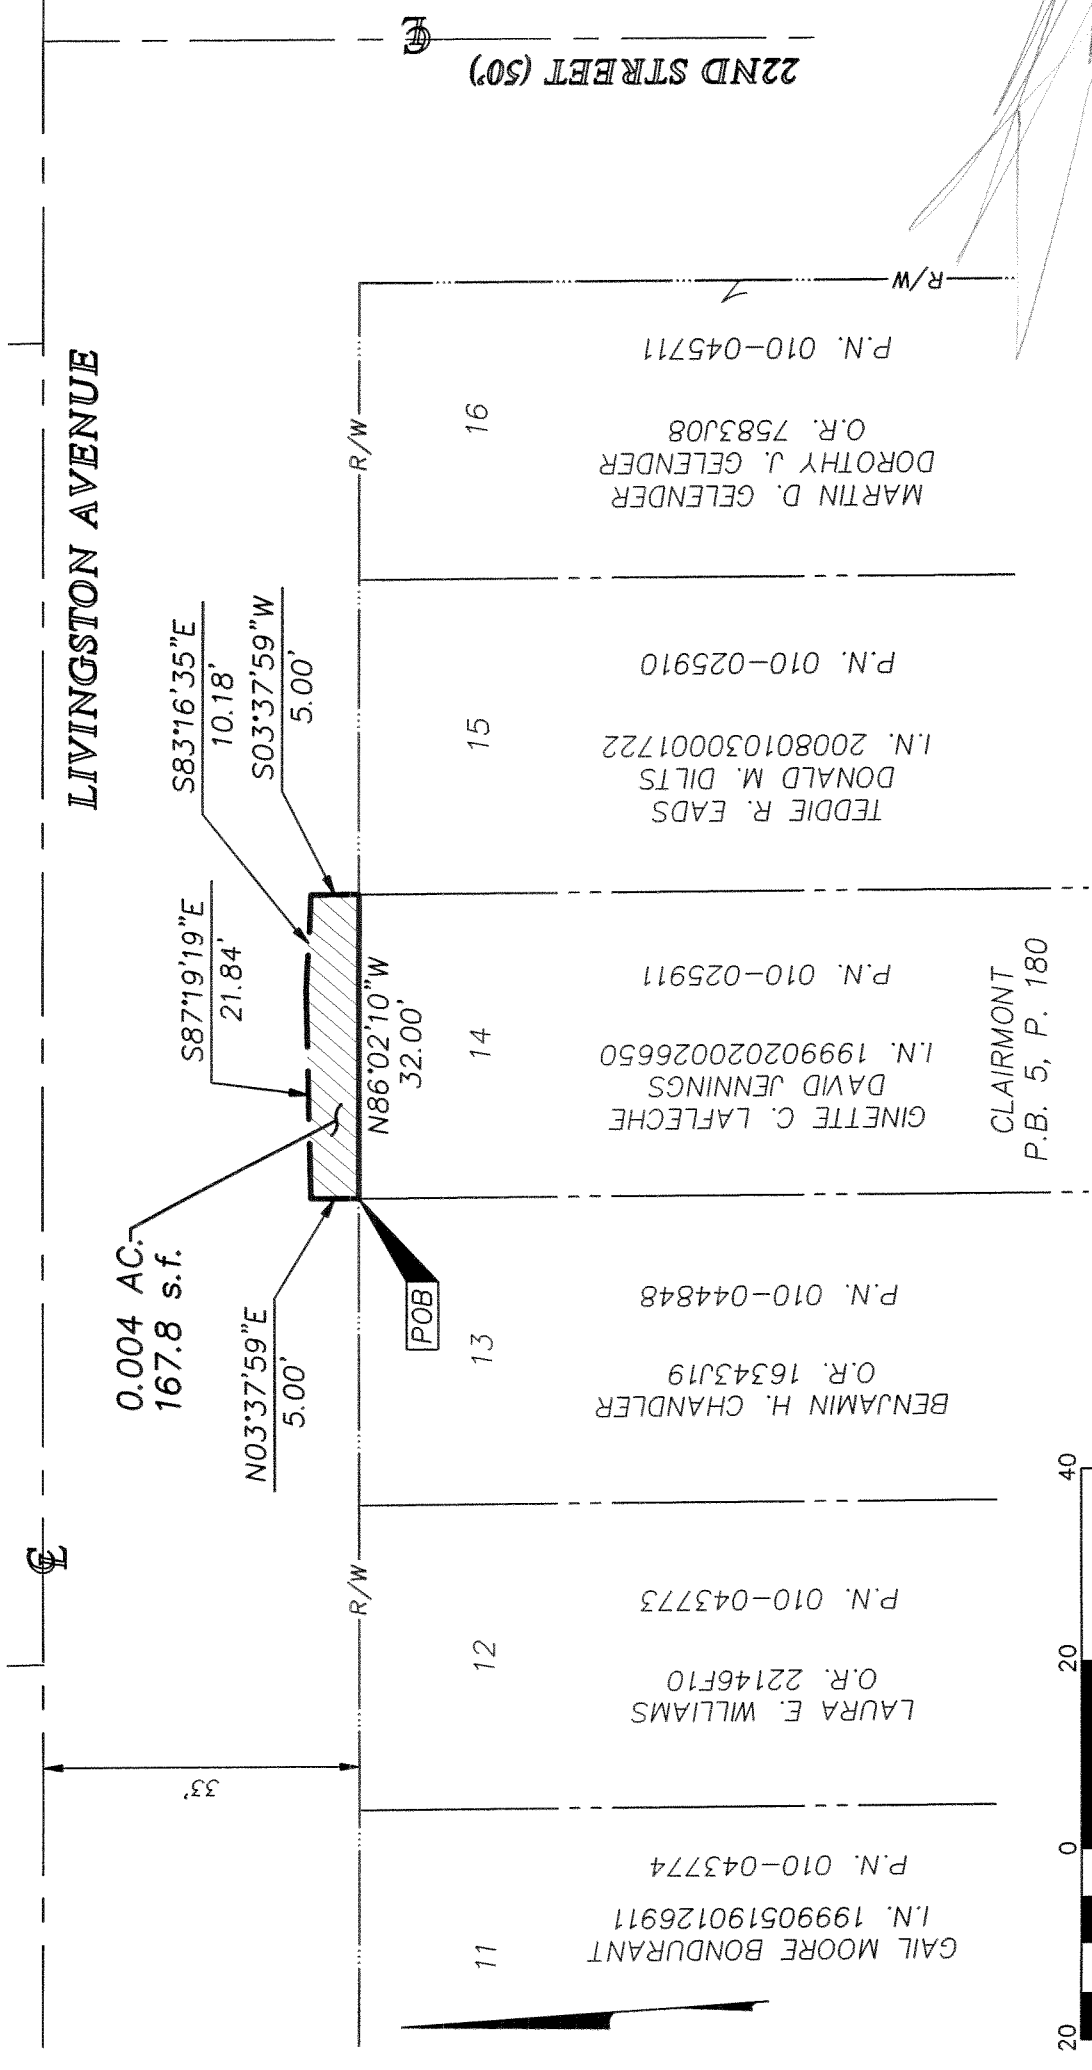 LIVINGSTON AVENUE
22ND STREET (50')
℄
℄
33'
R/W
R/W
R/W
0.004 AC.
167.8 s.f.
N03°37'59"E
5.00'
S87°19'19"E
21.84'
S83°16'35"E
10.18'
S03°37'59"W
5.00'
N86°02'10"W
32.00'
POB
11
GAIL MOORE BONDURANT
I.N. 199905190126911
P.N. 010-043774
12
LAURA E. WILLIAMS
O.R. 22146F10
P.N. 010-043773
13
BENJAMIN H. CHANDLER
O.R. 16343J19
P.N. 010-044848
14
GINETTE C. LAFLECHE
DAVID JENNINGS
I.N. 199902020026650
P.N. 010-025911
15
TEDDIE R. EADS
DONALD M. DILTS
I.N. 200801030001722
P.N. 010-025910
16
MARTIN D. GELENDER
DOROTHY J. GELENDER
O.R. 7583J08
P.N. 010-045711
CLAIRMONT
P.B. 5, P. 180
20 0 20 40